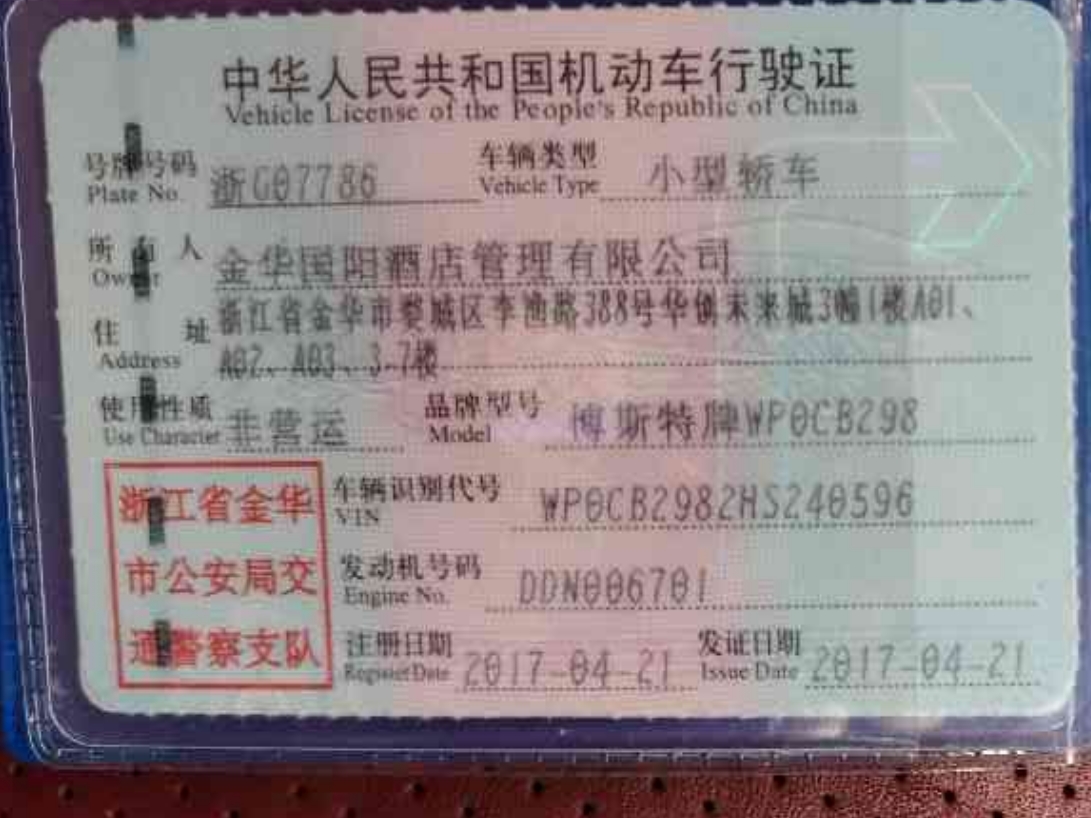 中华人民共和国机动车行驶证
Vehicle License of the People's Republic of China
号牌号码 浙G07786 车辆类型 小型轿车
Plate No. Vehicle Type
所有人 金华国阳酒店管理有限公司
Owner
住址 浙江省金华市婺城区李渔路388号华创未来城3幢1楼A01、
Address A02、A03、3-7楼
使用性质 非营运 品牌型号 博斯特牌WP0CB298
Use Character Model
浙江省金华 车辆识别代号 WP0CB2982HS240596
VIN
市公安局交 发动机号码 DDN006701
Engine No.
通警察支队 注册日期 2017-04-21 发证日期 2017-04-21
Register Date Issue Date